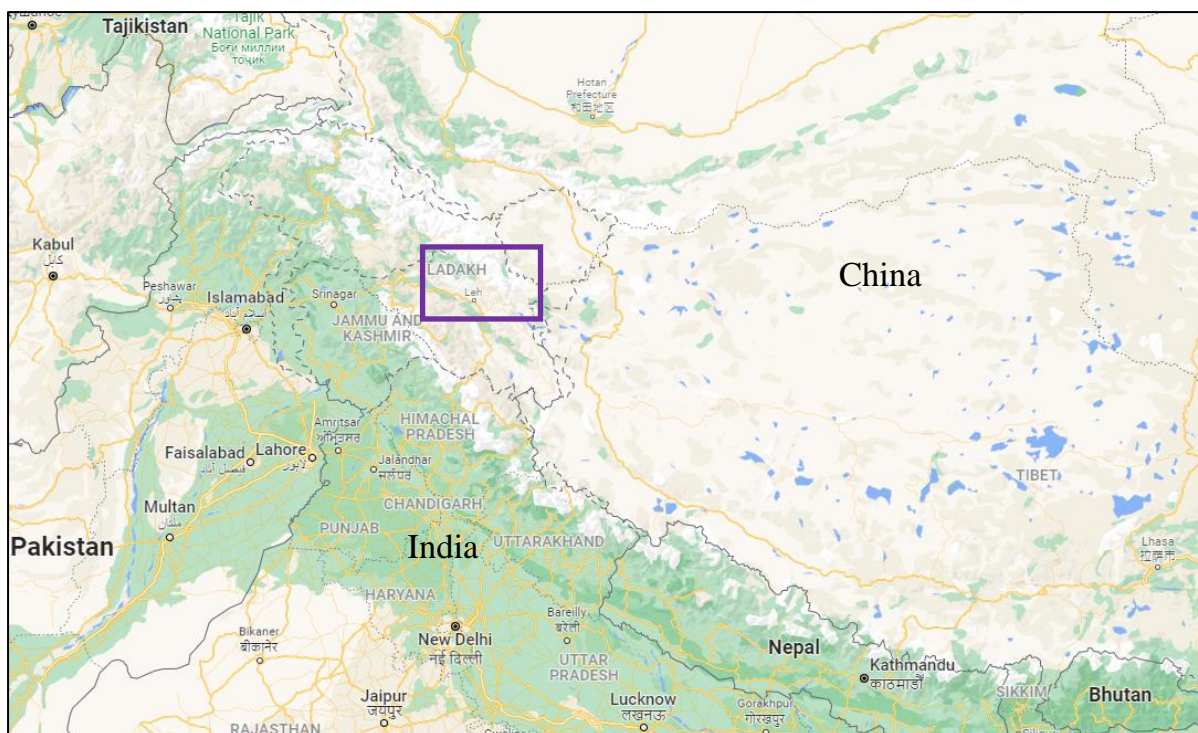 Душанбе
Tajikistan
Tajik
National Park
Боғи миллии
тоҷик
Hotan
Prefecture
和田地区
Kabul
کابل
Peshawar
پشاور
Islamabad
اسلام آباد
Srinagar
LADAKH
Leh
JAMMU AND
KASHMIR
China
HIMACHAL
PRADESH
Amritsar
ਅੰਮ੍ਰਿਤਸਰ
Faisalabad
فیصل آباد
Lahore
لاہور
Jalandhar
ਜਲੰਧਰ
CHANDIGARH
TIBET
Multan
ملتان
PUNJAB
Pakistan
India
UTTARAKHAND
Lhasa
拉萨市
HARYANA
Bareilly
बरेली
Bikaner
बीकानेर
New Delhi
नई दिल्ली
UTTAR
PRADESH
Nepal
Kathmandu
काठमाडौँ
SIKKIM
Bhutan
Jaipur
जयपुर
Lucknow
लखनऊ
Gorakhpur
गोरखपुर
RAJASTHAN